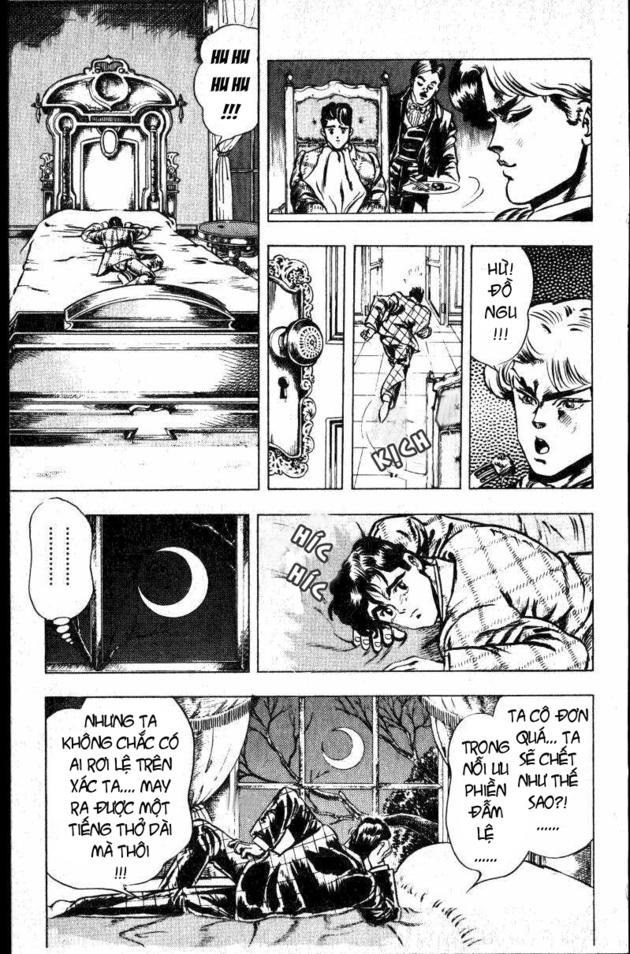 HỪ!
ĐỒ
NGU
!!!
KỊCH
HU HU
HU HU
!!!
HÍC
HÍC
.......
TA CÔ ĐƠN
QUÁ... TA
SẼ CHẾT
NHƯ THẾ
SAO?!
......
TRONG
NỖI ƯU
PHIỀN
ĐẪM
LỆ
......
NHƯNG TA
KHÔNG CHẮC CÓ
AI RƠI LỆ TRÊN
XÁC TA.... MAY
RA ĐƯỢC MỘT
TIẾNG THỞ DÀI
MÀ THÔI
!!!